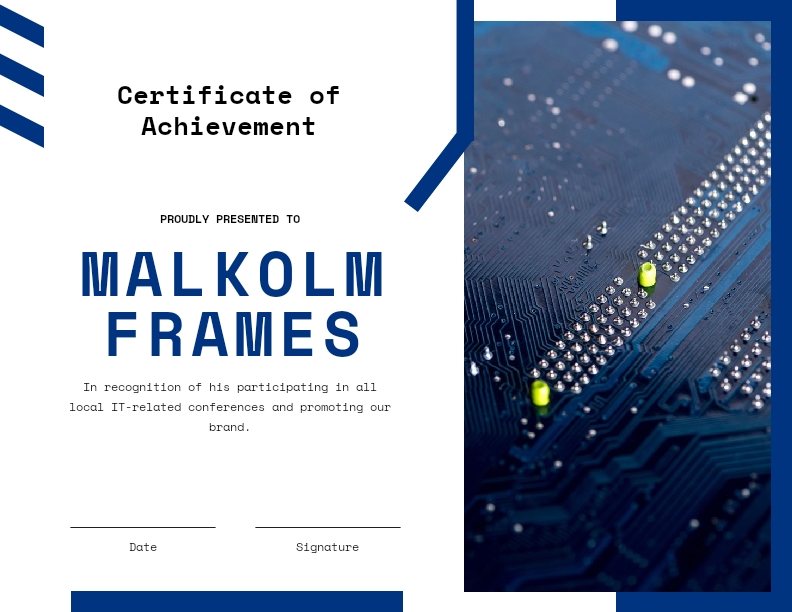 Certificate of
Achievement
PROUDLY PRESENTED TO
MALKOLM
FRAMES
In recognition of his participating in all
local IT-related conferences and promoting our
brand.
Date
Signature